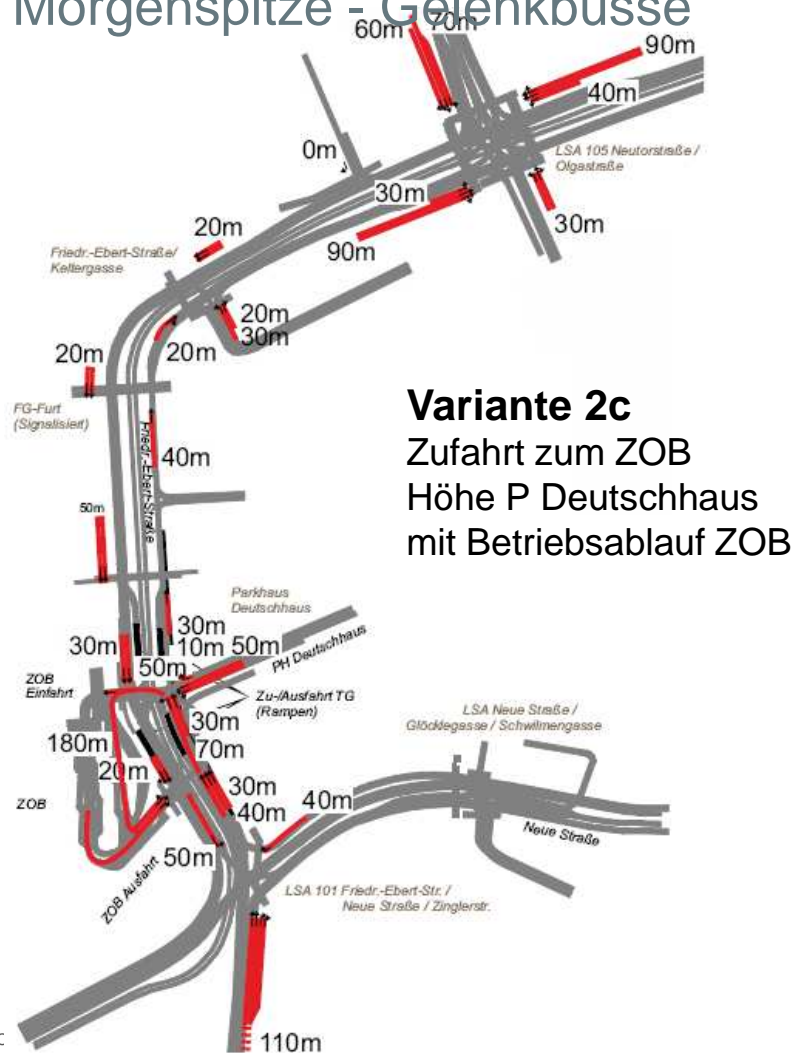 Morgenspitze - Gelenkbusse
60m
70m
90m
40m
0m
LSA 105 Neutorstraße /
Olgastraße
30m
30m
20m
90m
Friedr.-Ebert-Straße/
Keltergasse
20m
30m
20m
20m
FG-Furt
(Signalisiert)
Variante 2c
Zufahrt zum ZOB
Höhe P Deutschhaus
mit Betriebsablauf ZOB
Friedr.-Ebert-Straße
40m
50m
Parkhaus
Deutschhaus
30m
30m
10m
50m
50m
PH Deutschhaus
ZOB
Einfahrt
Zu-/Ausfahrt TG
(Rampen)
LSA Neue Straße /
Glöcklegasse / Schwilmengasse
30m
180m
70m
20m
30m
40m
40m
ZOB
Neue Straße
50m
ZOB Ausfahrt
LSA 101 Friedr.-Ebert-Str. /
Neue Straße / Zinglerstr.
110m